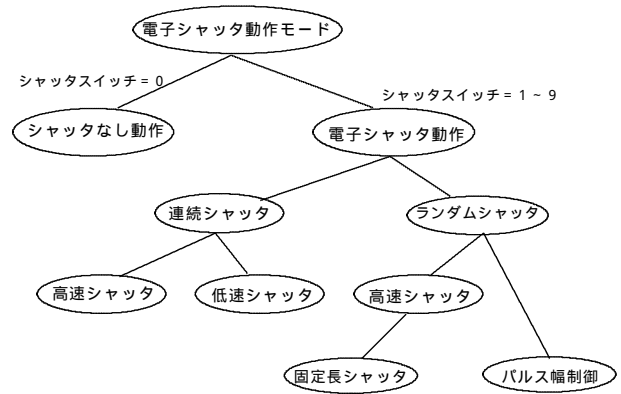 電子シャッタ動作モード
シャッタスイッチ = 0
シャッタスイッチ = 1 ~ 9
シャッタなし動作
電子シャッタ動作
連続シャッタ
ランダムシャッタ
高速シャッタ
低速シャッタ
高速シャッタ
固定長シャッタ
パルス幅制御